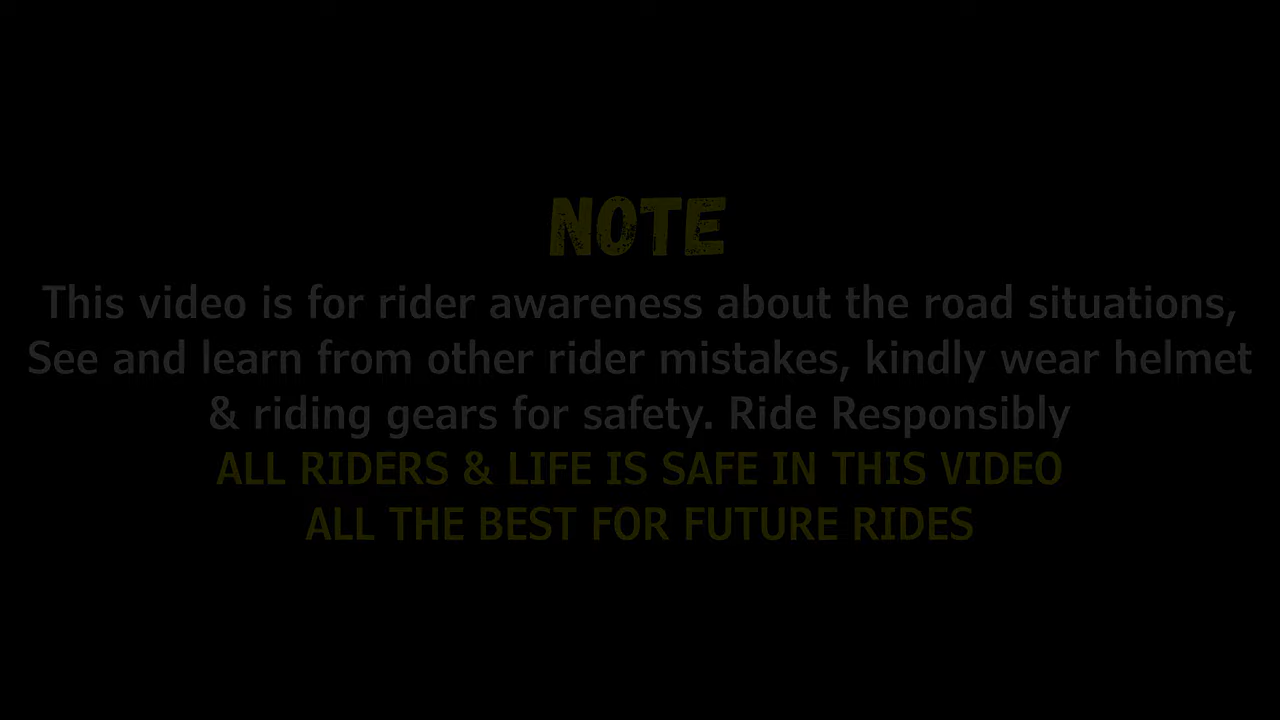 NOTE
This video is for rider awareness about the road situations,
See and learn from other rider mistakes, kindly wear helmet
& riding gears for safety. Ride Responsibly
ALL RIDERS & LIFE IS SAFE IN THIS VIDEO
ALL THE BEST FOR FUTURE RIDES